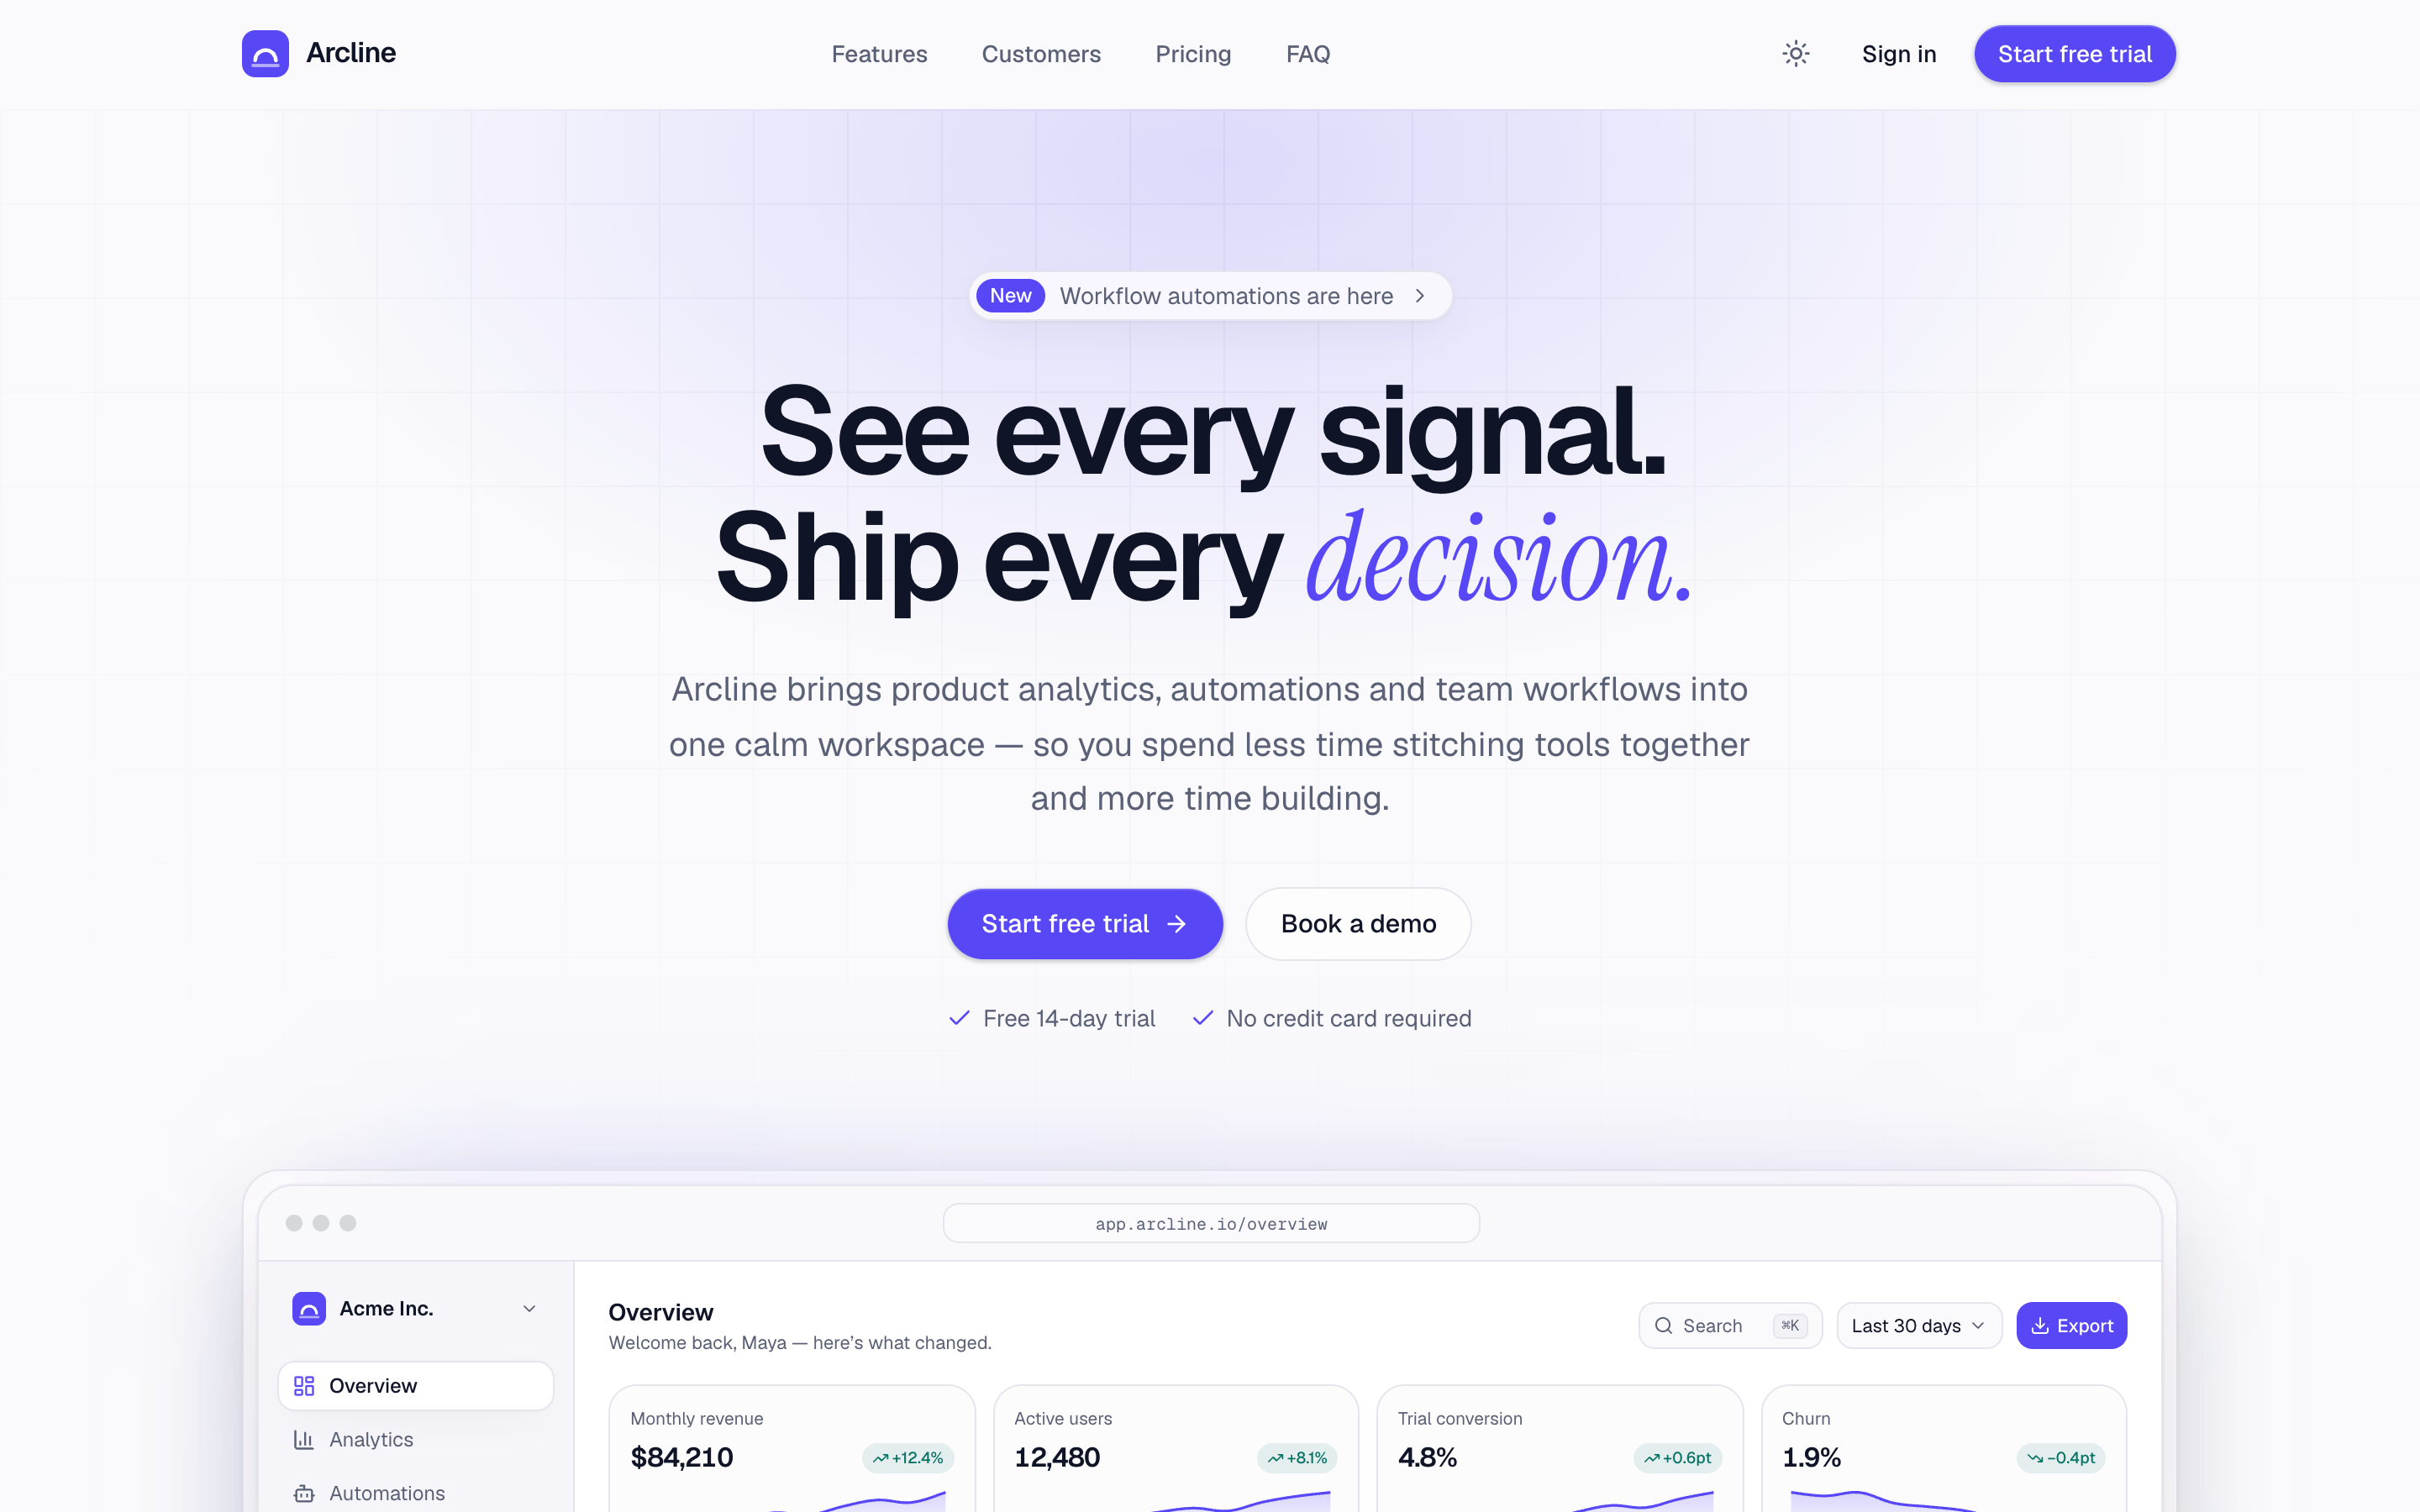 Arcline
Features
Customers
Pricing
FAQ
Sign in
Start free trial
New
Workflow automations are here
See every signal.
Ship every decision.
Arcline brings product analytics, automations and team workflows into
one calm workspace — so you spend less time stitching tools together
and more time building.
Start free trial
Book a demo
Free 14-day trial
No credit card required
app.arcline.io/overview
Acme Inc.
Overview
Analytics
Automations
Overview
Welcome back, Maya — here’s what changed.
Search
⌘K
Last 30 days
Export
Monthly revenue
$84,210
+12.4%
Active users
12,480
+8.1%
Trial conversion
4.8%
+0.6pt
Churn
1.9%
−0.4pt